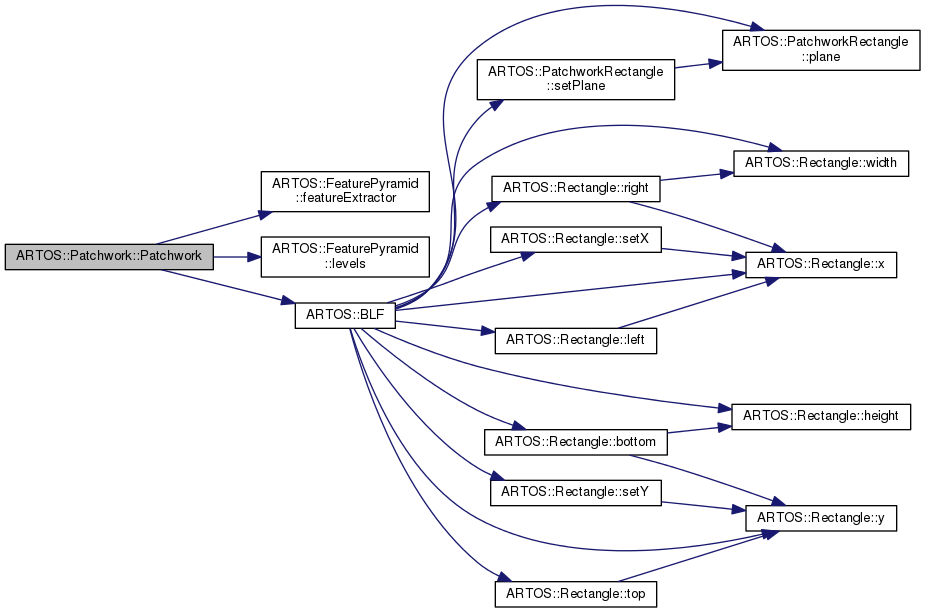 ARTOS::Patchwork::Patchwork
ARTOS::FeaturePyramid
::featureExtractor
ARTOS::FeaturePyramid
::levels
ARTOS::BLF
ARTOS::PatchworkRectangle
::setPlane
ARTOS::Rectangle::right
ARTOS::Rectangle::setX
ARTOS::Rectangle::left
ARTOS::Rectangle::bottom
ARTOS::Rectangle::setY
ARTOS::Rectangle::top
ARTOS::PatchworkRectangle
::plane
ARTOS::Rectangle::width
ARTOS::Rectangle::x
ARTOS::Rectangle::height
ARTOS::Rectangle::y